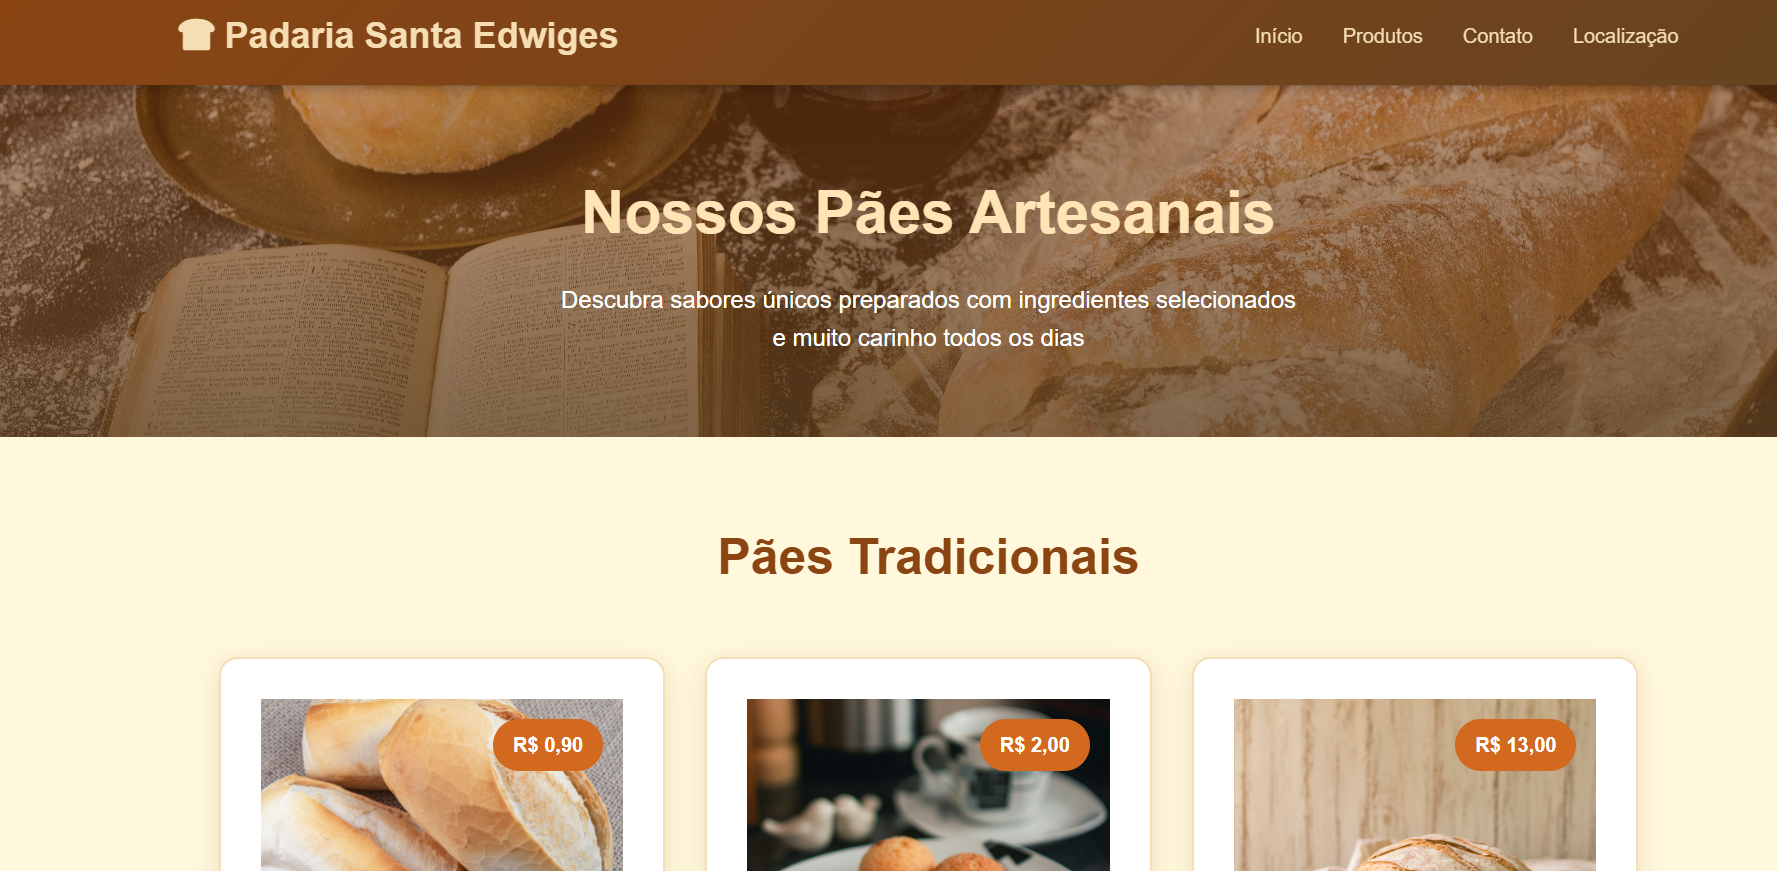 Padaria Santa Edwiges
Início
Produtos
Contato
Localização
Nossos Pães Artesanais
Descubra sabores únicos preparados com ingredientes selecionados
e muito carinho todos os dias
Pães Tradicionais
R$ 0,90
R$ 2,00
R$ 13,00